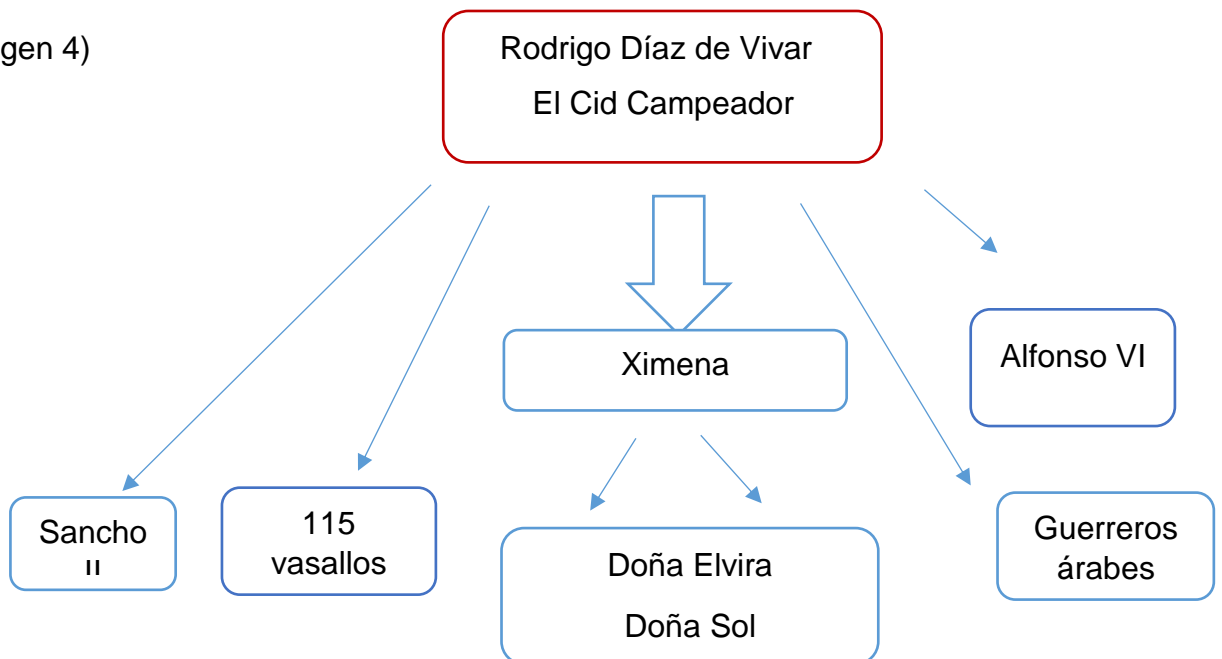 gen 4)
Rodrigo Díaz de Vivar
El Cid Campeador
Ximena
Alfonso VI
Sancho
II
115
vasallos
Doña Elvira
Doña Sol
Guerreros
árabes